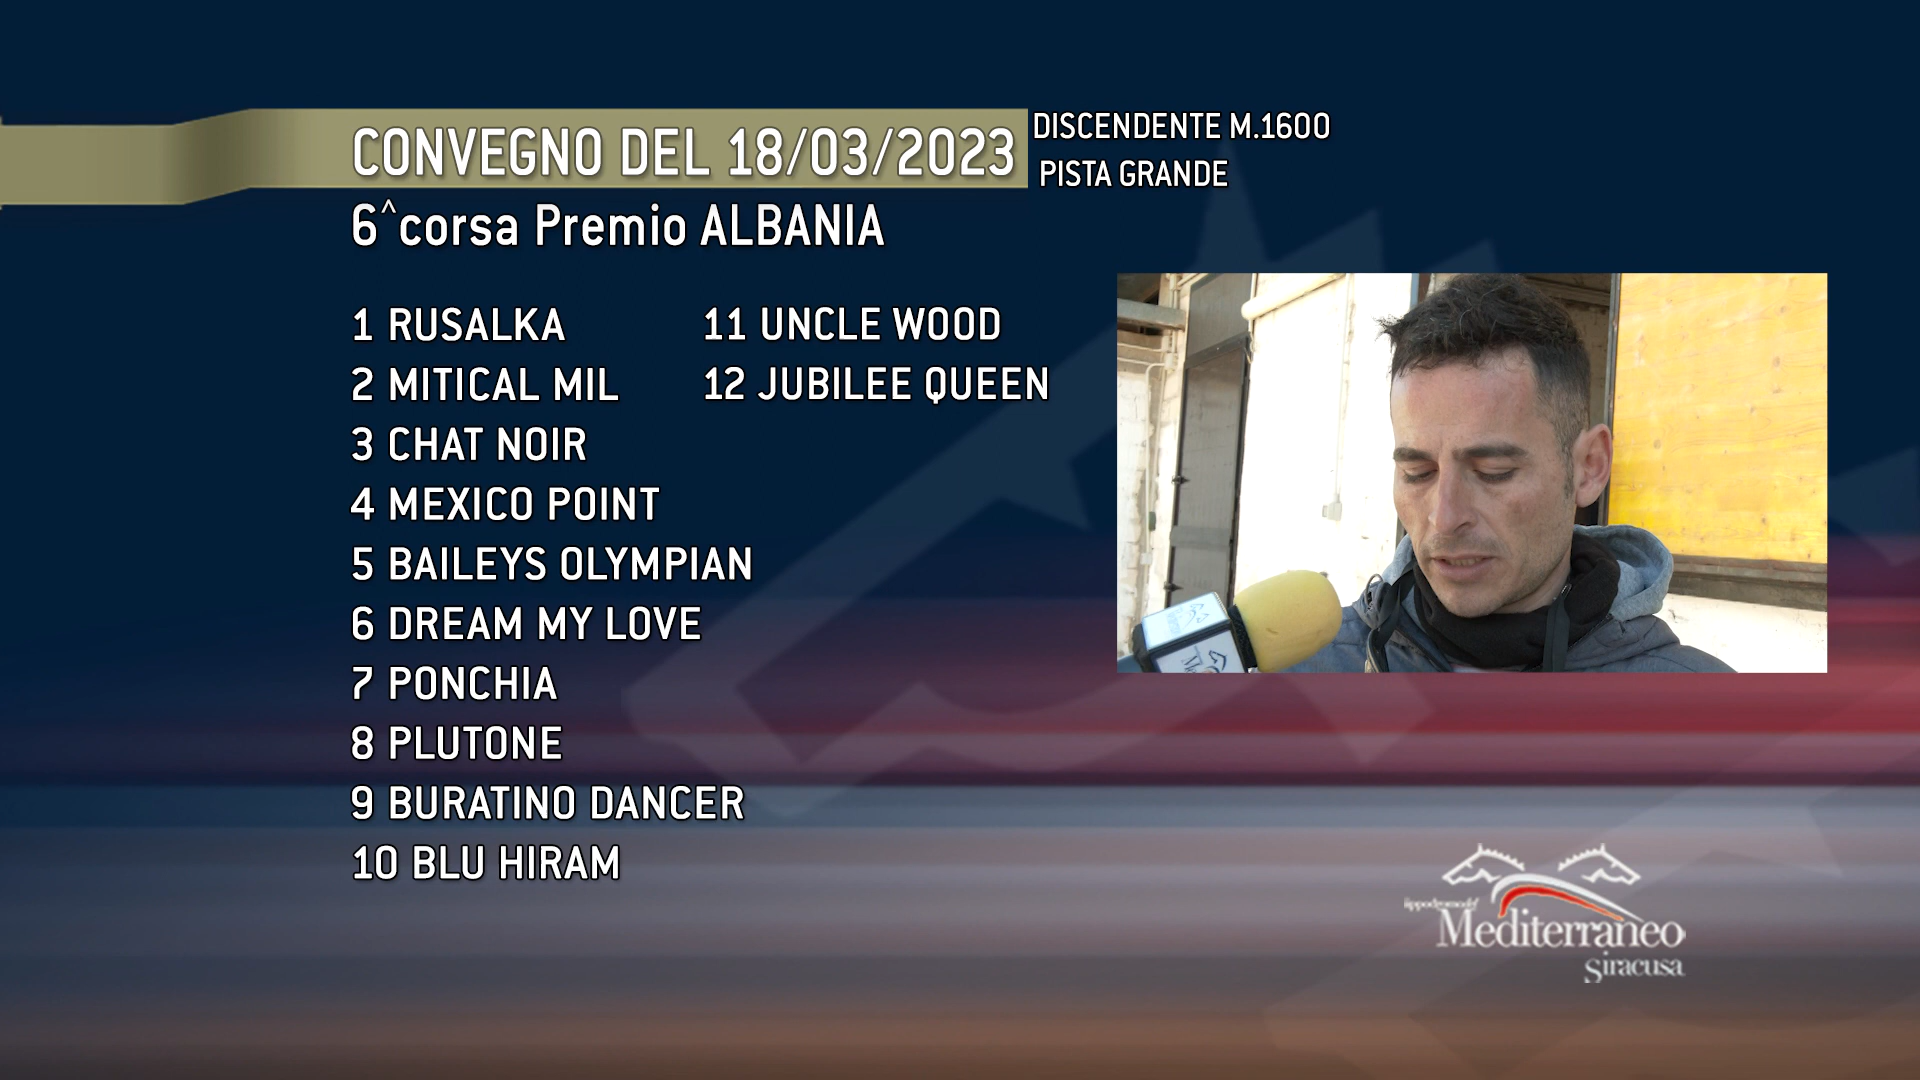 CONVEGNO DEL 18/03/2023
DISCENDENTE M.1600
PISTA GRANDE
6^corsa Premio ALBANIA
1 RUSALKA
2 MITICAL MIL
3 CHAT NOIR
4 MEXICO POINT
5 BAILEYS OLYMPIAN
6 DREAM MY LOVE
7 PONCHIA
8 PLUTONE
9 BURATINO DANCER
10 BLU HIRAM
11 UNCLE WOOD
12 JUBILEE QUEEN
ippodromo del
Mediterraneo
Siracusa